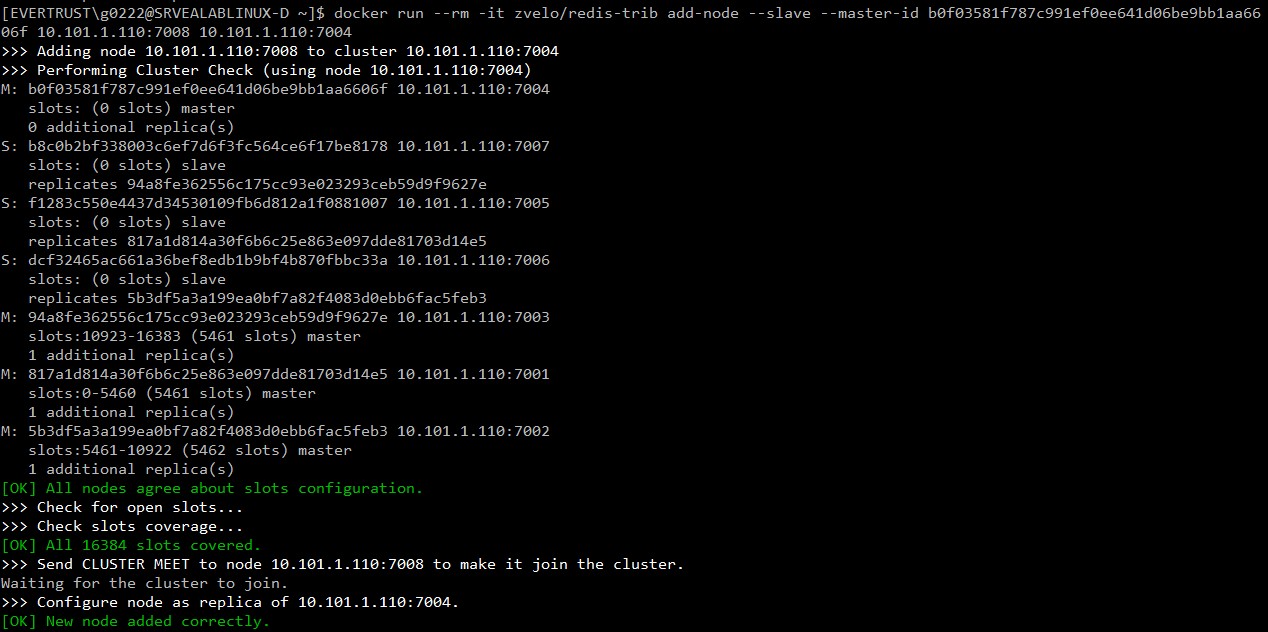 [EVERTRUST\g0222@SRVEALABLINUX-D ~]$ docker run --rm -it zvelo/redis-trib add-node --slave --master-id b0f03581f787c991ef0ee641d06be9bb1aa66
06f 10.101.1.110:7008 10.101.1.110:7004
>>> Adding node 10.101.1.110:7008 to cluster 10.101.1.110:7004
>>> Performing Cluster Check (using node 10.101.1.110:7004)
M: b0f03581f787c991ef0ee641d06be9bb1aa6606f 10.101.1.110:7004
   slots: (0 slots) master
   0 additional replica(s)
S: b8c0b2bf338003c6ef7d6f3fc564ce6f17be8178 10.101.1.110:7007
   slots: (0 slots) slave
   replicates 94a8fe362556c175cc93e023293ceb59d9f9627e
S: f1283c550e4437d34530109fb6d812a1f0881007 10.101.1.110:7005
   slots: (0 slots) slave
   replicates 817a1d814a30f6b6c25e863e097dde81703d14e5
S: dcf32465ac661a36bef8edb1b9bf4b870fbbc33a 10.101.1.110:7006
   slots: (0 slots) slave
   replicates 5b3df5a3a199ea0bf7a82f4083d0ebb6fac5feb3
M: 94a8fe362556c175cc93e023293ceb59d9f9627e 10.101.1.110:7003
   slots:10923-16383 (5461 slots) master
   1 additional replica(s)
M: 817a1d814a30f6b6c25e863e097dde81703d14e5 10.101.1.110:7001
   slots:0-5460 (5461 slots) master
   1 additional replica(s)
M: 5b3df5a3a199ea0bf7a82f4083d0ebb6fac5feb3 10.101.1.110:7002
   slots:5461-10922 (5462 slots) master
   1 additional replica(s)
[OK] All nodes agree about slots configuration.
>>> Check for open slots...
>>> Check slots coverage...
[OK] All 16384 slots covered.
>>> Send CLUSTER MEET to node 10.101.1.110:7008 to make it join the cluster.
Waiting for the cluster to join.
>>> Configure node as replica of 10.101.1.110:7004.
[OK] New node added correctly.